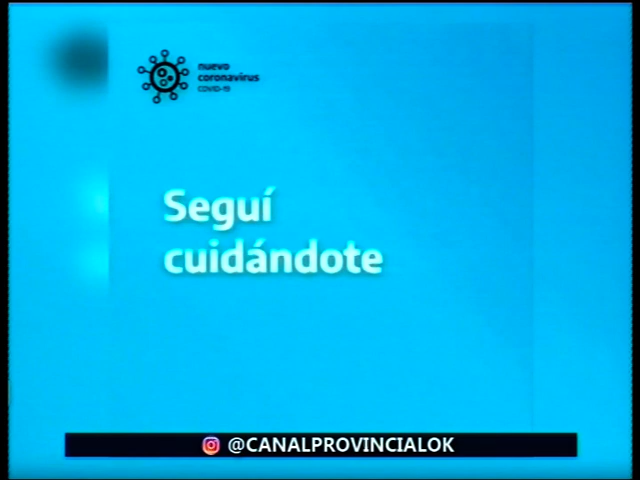 nuevo
coronavirus
COVID-19
Seguí
cuidándote
@CANALPROVINCIALOK